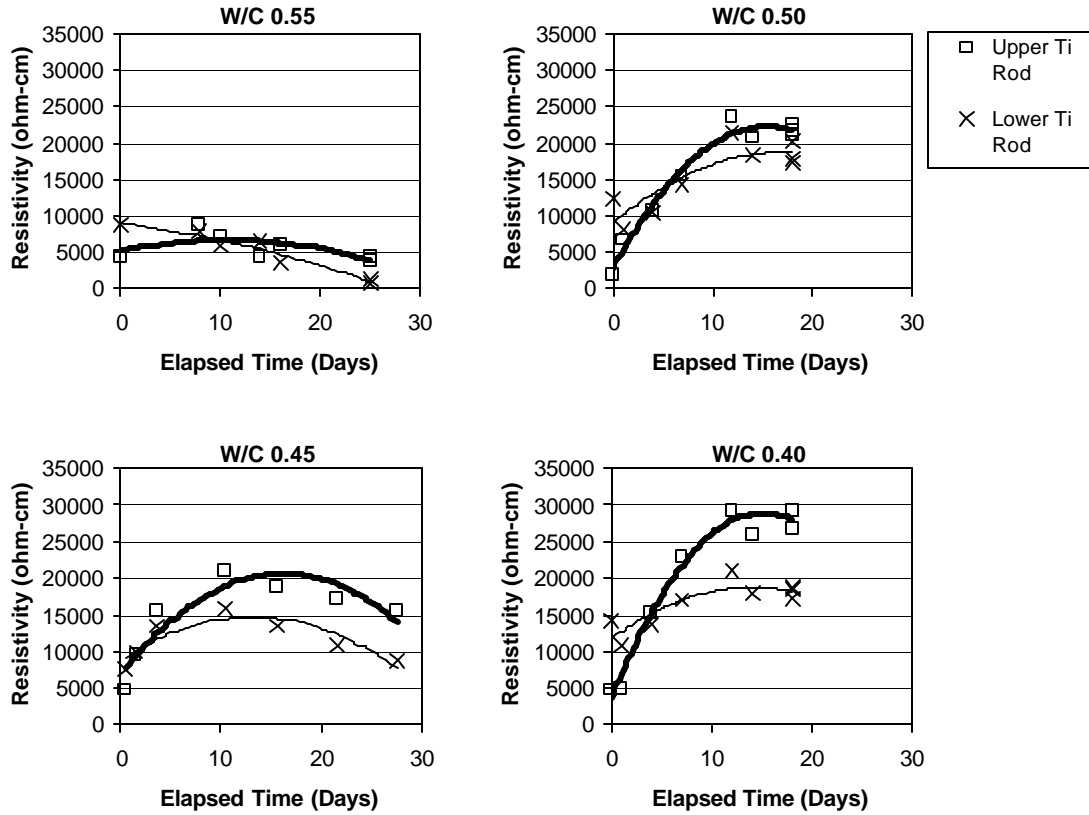 W/C 0.55
35000
30000
25000
20000
15000
10000
5000
0
Resistivity (ohm-cm)
0 10 20 30
Elapsed Time (Days)
W/C 0.50
35000
30000
25000
20000
15000
10000
5000
0
Resistivity (ohm-cm)
0 10 20 30
Elapsed Time (Days)
Upper Ti
Rod
Lower Ti
Rod
W/C 0.45
35000
30000
25000
20000
15000
10000
5000
0
Resistivity (ohm-cm)
0 10 20 30
Elapsed Time (Days)
W/C 0.40
35000
30000
25000
20000
15000
10000
5000
0
Resistivity (ohm-cm)
0 10 20 30
Elapsed Time (Days)